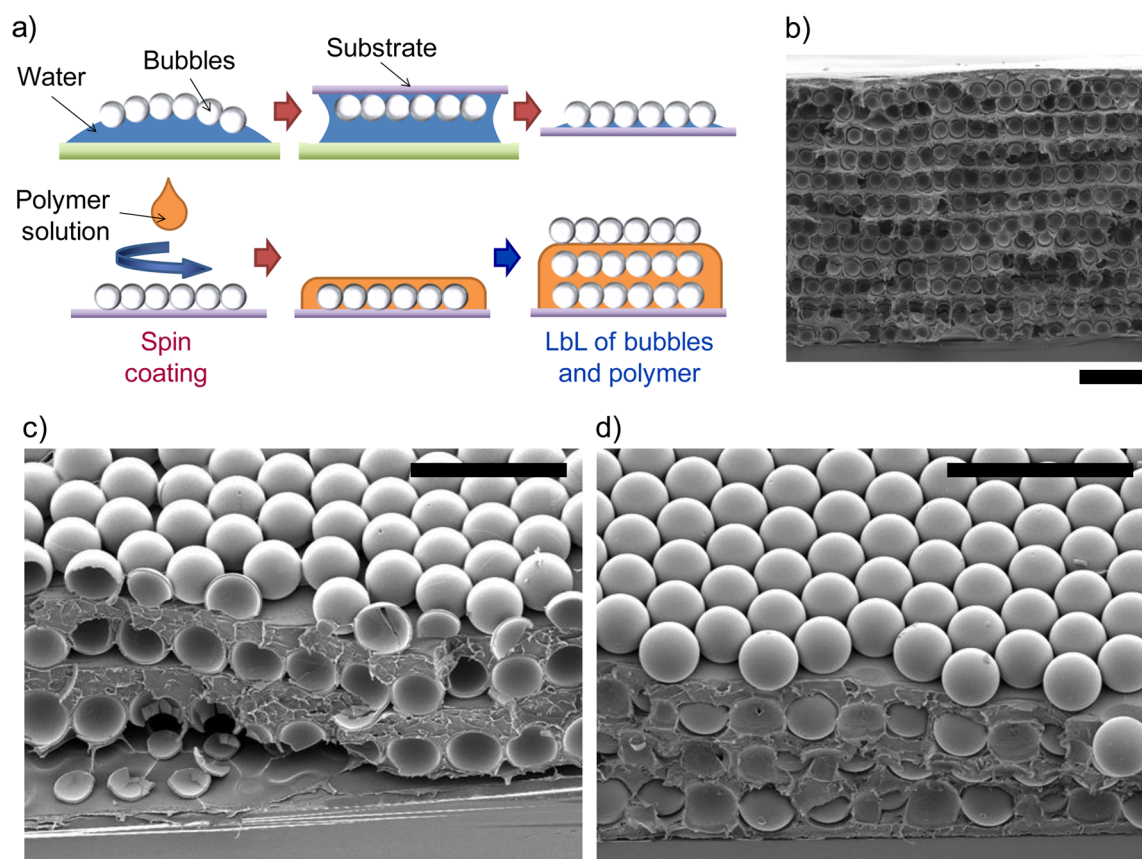 a)
Water
Bubbles
Substrate
Polymer
solution
Spin
coating
LbL of bubbles
and polymer
b)
c)
d)